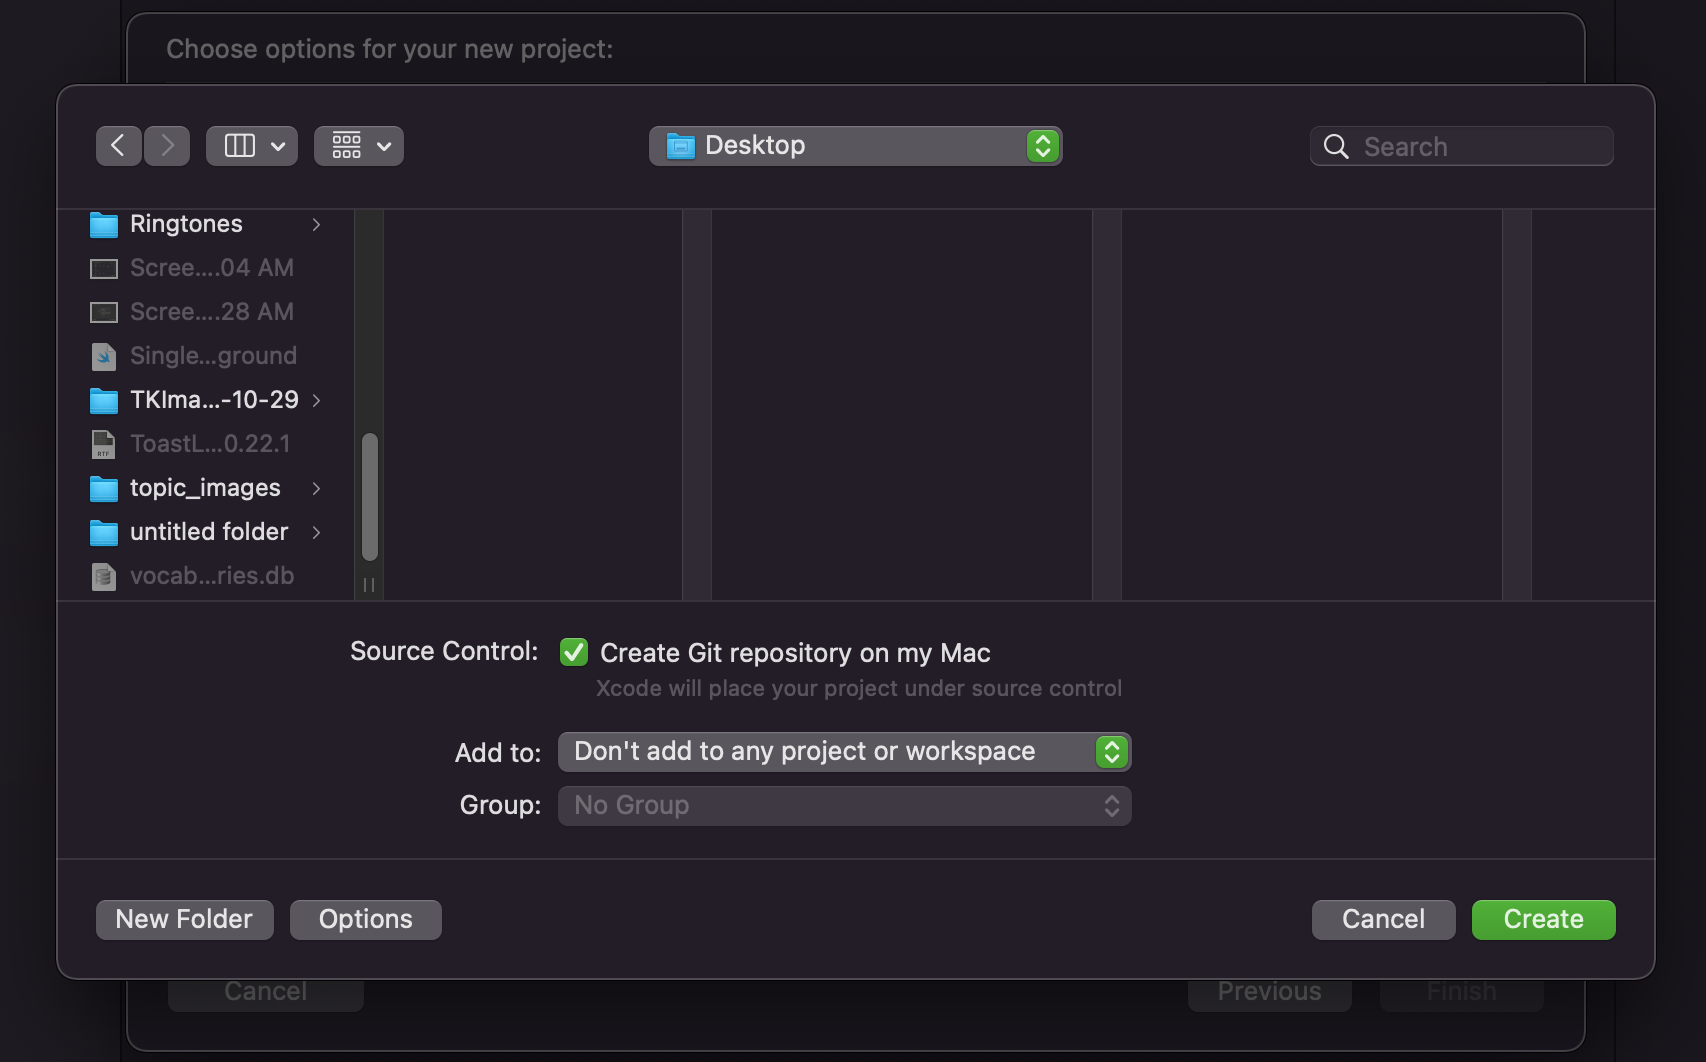 Choose options for your new project:
Desktop
Search
Ringtones
Scree....04 AM
Scree....28 AM
Single...ground
TKIma...-10-29
ToastL...0.22.1
RTF
topic_images
untitled folder
vocab...ries.db
Source Control: Create Git repository on my Mac
Xcode will place your project under source control
Add to: Don't add to any project or workspace
Group: No Group
New Folder Options Cancel Create
Cancel Previous Finish